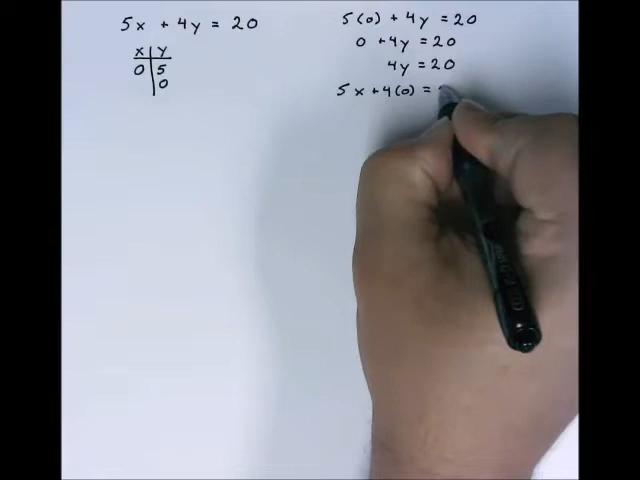 5x + 4y = 20
x y
0 5
0
5(0) + 4y = 20
0 + 4y = 20
4y = 20
5x + 4(0) =